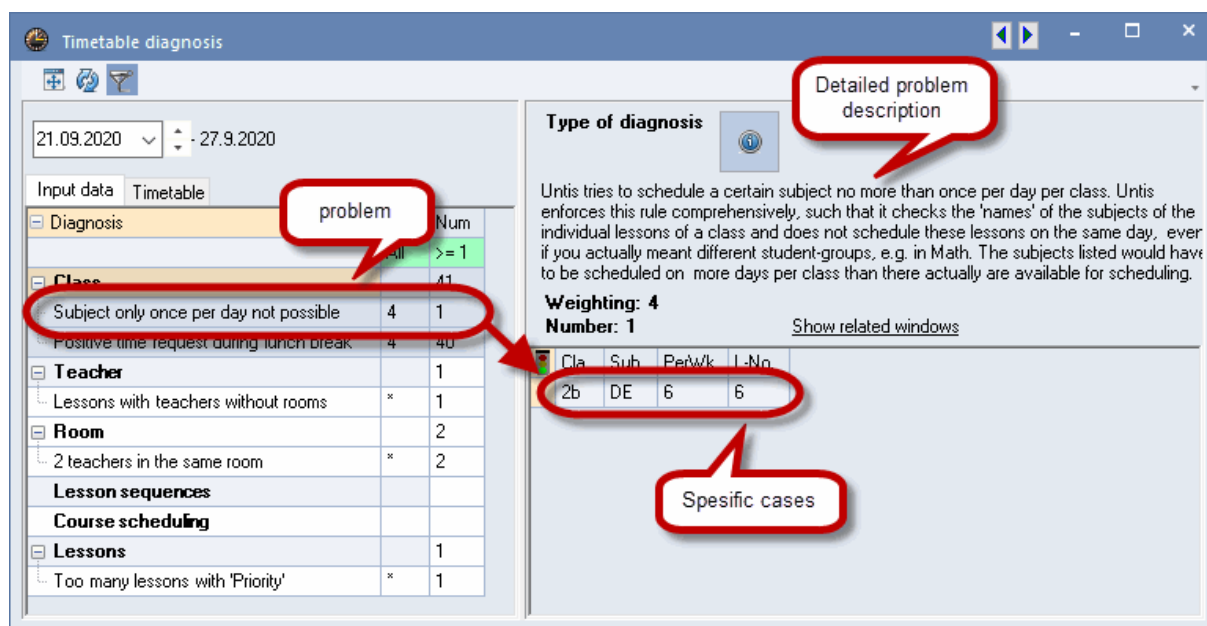 Timetable diagnosis
21.09.2020 - 27.9.2020
Input data Timetable
Diagnosis Num
All >= 1
Class 41
Subject only once per day not possible 4 1
Positive time request during lunch break 4 40
Teacher 1
Lessons with teachers without rooms * 1
Room 2
2 teachers in the same room * 2
Lesson sequences
Course scheduling
Lessons 1
Too many lessons with 'Priority' * 1
problem
Type of diagnosis
Detailed problem
description
Untis tries to schedule a certain subject no more than once per day per class. Untis
enforces this rule comprehensively, such that it checks the 'names' of the subjects of the
individual lessons of a class and does not schedule these lessons on the same day, even
if you actually meant different student-groups, e.g. in Math. The subjects listed would have
to be scheduled on more days per class than there actually are available for scheduling.
Weighting: 4
Number: 1 Show related windows
Cla. Sub. PerWk L-No.
2b DE 6 6
Spesific cases